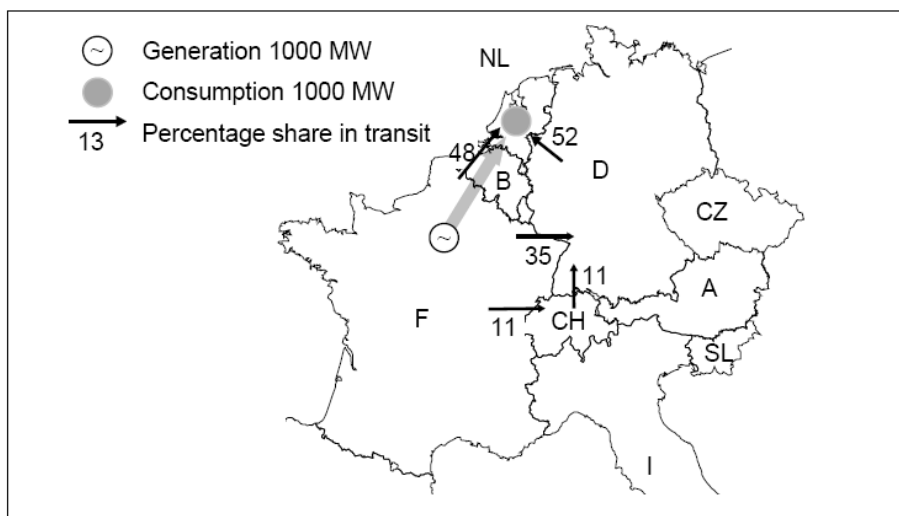 ~ Generation 1000 MW
Consumption 1000 MW
13 Percentage share in transit
NL
48
52
B
D
CZ
~
35
11
A
F
11
CH
SL
I